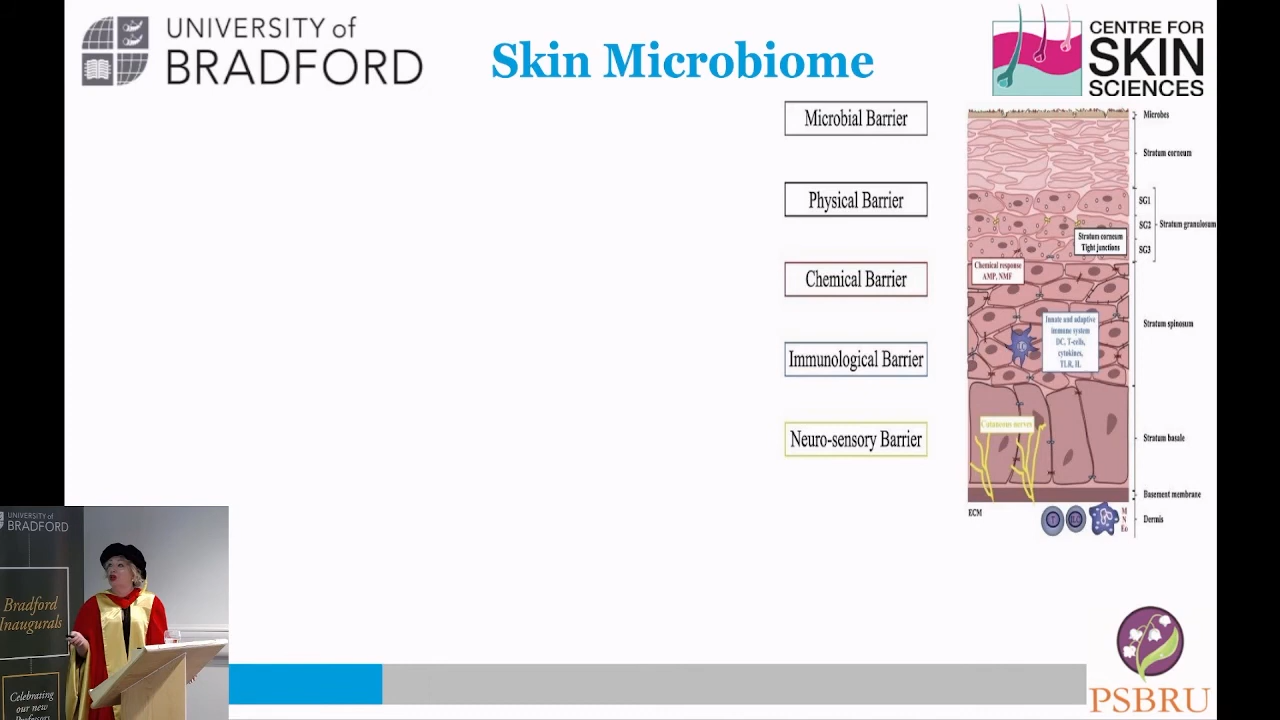 UNIVERSITY of
BRADFORD
Skin Microbiome
CENTRE FOR
SKIN
SCIENCES
Microbial Barrier
Physical Barrier
Chemical Barrier
Immunological Barrier
Neuro-sensory Barrier
Microbes
Stratum corneum
SG1
SG2
SG3
Stratum granulosum
Stratum corneum
Tight junctions
Chemical response
AMP, NMF
Innate and adaptive
immune system
DC, T-cells,
cytokines,
TLR, IL
Stratum spinosum
Cutaneous nerves
Stratum basale
Basement membrane
ECM
M
N
Eo
Dermis
UNIVERSITY of
BRADFORD
Bradford
Inaugurals
Celebrating
our new
Professors
PSBRU